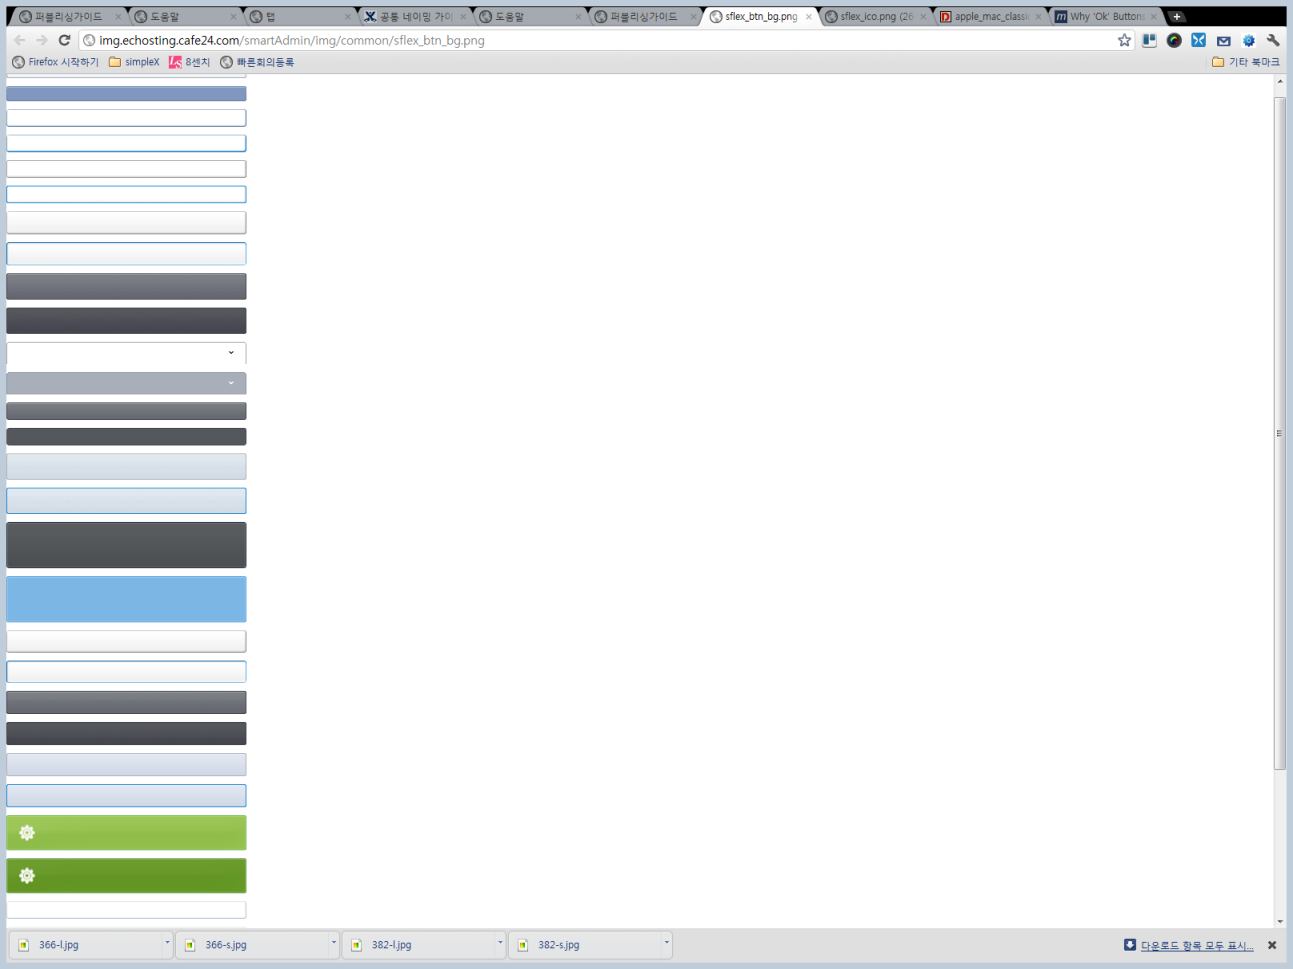 퍼블리싱가이드
도움말
탭
공통 네이밍 가이
도움말
퍼블리싱가이드
sflex_btn_bg.png
sflex_ico.png (26
apple_mac_classic
Why 'Ok' Buttons
img.echosting.cafe24.com/smartAdmin/img/common/sflex_btn_bg.png
Firefox 시작하기
simpleX
8센치
빠른회의등록
기타 북마크
366-l.jpg
366-s.jpg
382-l.jpg
382-s.jpg
다운로드 항목 모두 표시...